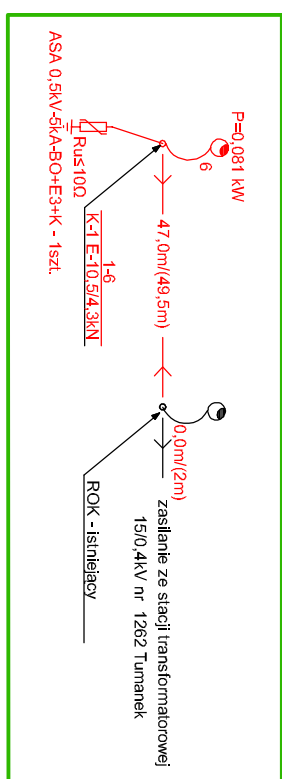 P=0,081 kW
6
47,0m/(49,5m)
0,0m/(2m)
zasilanie ze stacji transformatorowej
15/0,4kV nr 1262 Tumanek
1-6
K-1 E-10,5/4,3kN
ROK - istniejący
Ru≤10Ω
ASA 0,5kV-5kA-BO+E3+K - 1szt.